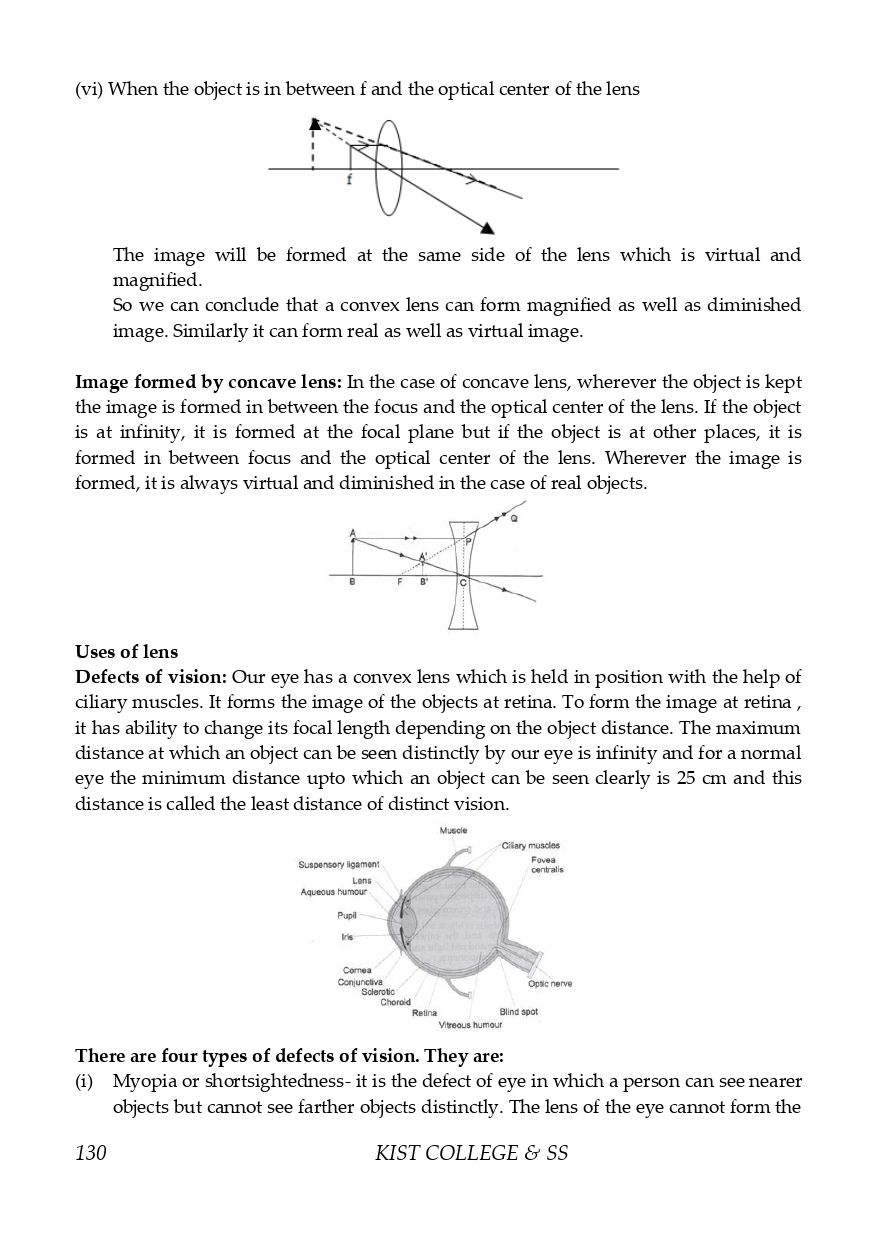 (vi) When the object is in between f and the optical center of the lens
f
The image will be formed at the same side of the lens which is virtual and
magnified.
So we can conclude that a convex lens can form magnified as well as diminished
image. Similarly it can form real as well as virtual image.
Image formed by concave lens: In the case of concave lens, wherever the object is kept
the image is formed in between the focus and the optical center of the lens. If the object
is at infinity, it is formed at the focal plane but if the object is at other places, it is
formed in between focus and the optical center of the lens. Wherever the image is
formed, it is always virtual and diminished in the case of real objects.
Q
A
P
A'
B F B' C
Uses of lens
Defects of vision: Our eye has a convex lens which is held in position with the help of
ciliary muscles. It forms the image of the objects at retina. To form the image at retina ,
it has ability to change its focal length depending on the object distance. The maximum
distance at which an object can be seen distinctly by our eye is infinity and for a normal
eye the minimum distance upto which an object can be seen clearly is 25 cm and this
distance is called the least distance of distinct vision.
Muscle
Ciliary muscles
Fovea
centralis
Suspensory ligament
Lens
Aqueous humour
Pupil
Iris
Cornea
Conjunctiva
Sclerotic
Choroid
Retina
Vitreous humour
Blind spot
Optic nerve
There are four types of defects of vision. They are:
(i) Myopia or shortsightedness- it is the defect of eye in which a person can see nearer
objects but cannot see farther objects distinctly. The lens of the eye cannot form the
130 KIST COLLEGE & SS